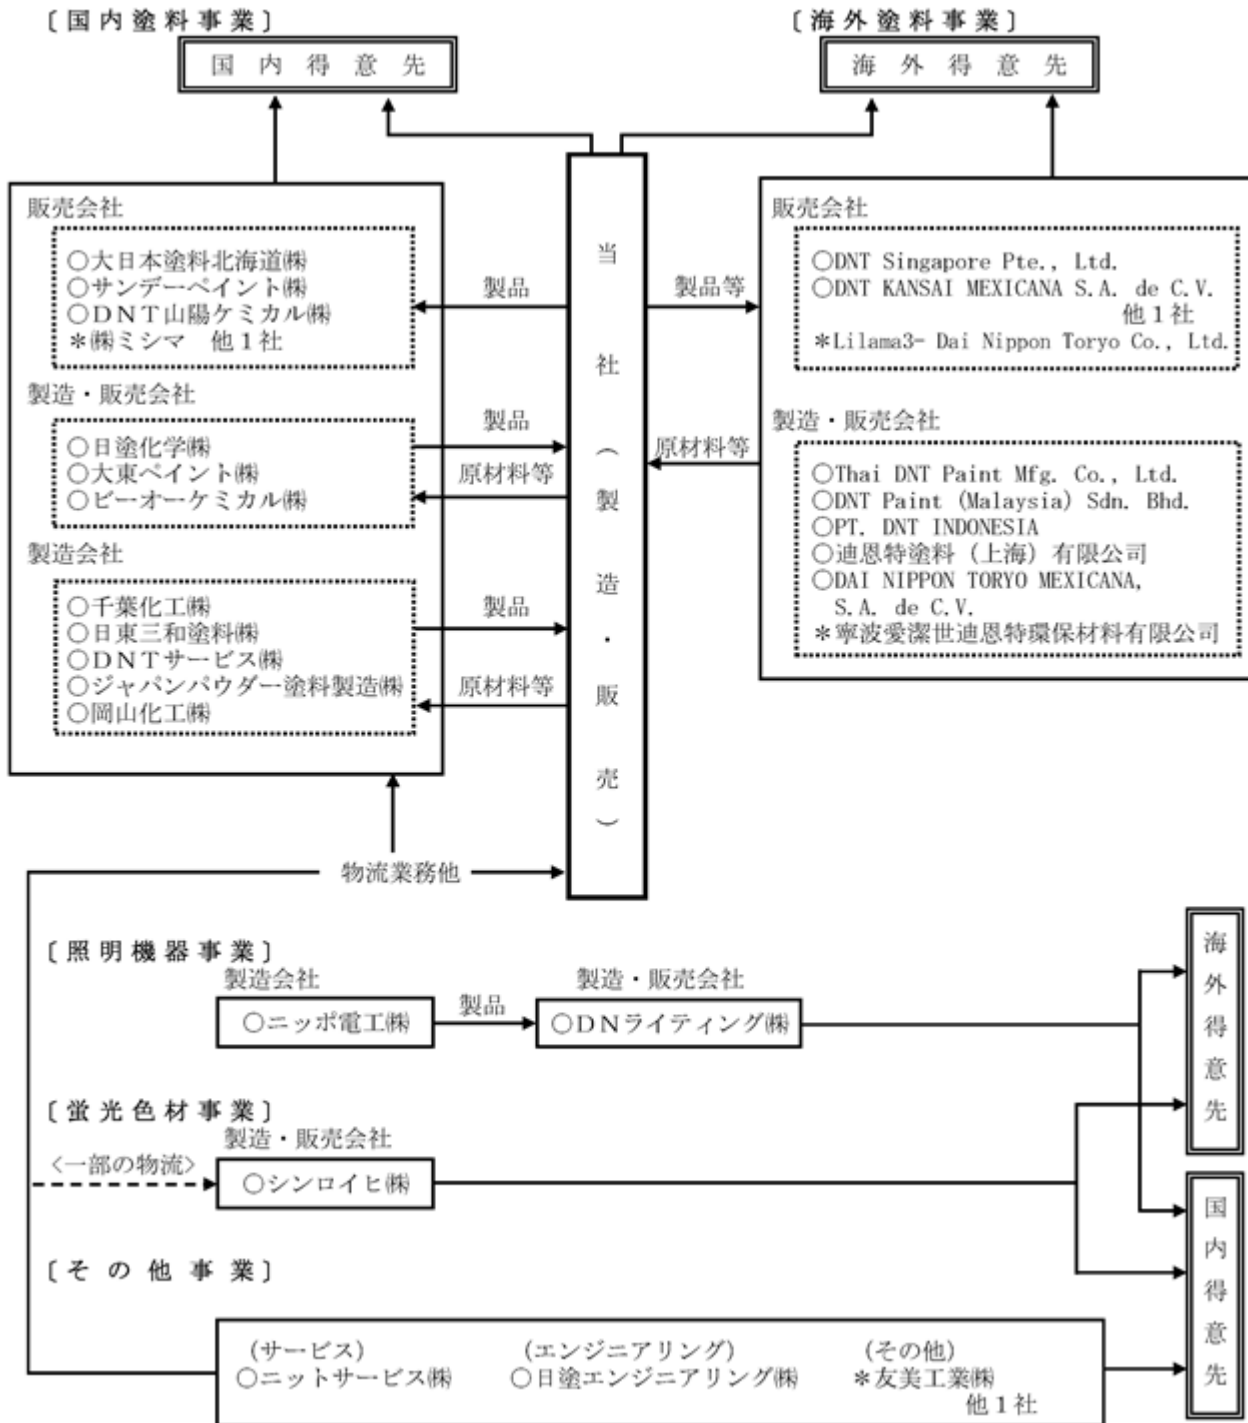 〔国内塗料事業〕
国内得意先
〔海外塗料事業〕
海外得意先
販売会社
○大日本塗料北海道㈱
○サンデーペイント㈱
○ＤＮＴ山陽ケミカル㈱
＊㈱ミシマ　他１社
製造・販売会社
○日塗化学㈱
○大東ペイント㈱
○ビーオーケミカル㈱
製造会社
○千葉化工㈱
○日東三和塗料㈱
○ＤＮＴサービス㈱
○ジャパンパウダー塗料製造㈱
○岡山化工㈱
製品
製品
原材料等
製品
原材料等
当社（製造・販売）
製品等
原材料等
販売会社
○DNT Singapore Pte., Ltd.
○DNT KANSAI MEXICANA S.A. de C.V.
他１社
＊Lilama3- Dai Nippon Toryo Co., Ltd.
製造・販売会社
○Thai DNT Paint Mfg. Co., Ltd.
○DNT Paint (Malaysia) Sdn. Bhd.
○PT. DNT INDONESIA
○迪恩特塗料（上海）有限公司
○DAI NIPPON TORYO MEXICANA,
S.A. de C.V.
＊寧波愛潔世迪恩特環保材料有限公司
物流業務他
〔照明機器事業〕
製造会社
○ニッポ電工㈱
製品
製造・販売会社
○ＤＮライティング㈱
海外得意先
〔蛍光色材事業〕
製造・販売会社
<一部の物流>
○シンロイヒ㈱
国内得意先
〔その他事業〕
（サービス）
○ニットサービス㈱
（エンジニアリング）
○日塗エンジニアリング㈱
（その他）
＊友美工業㈱
他１社